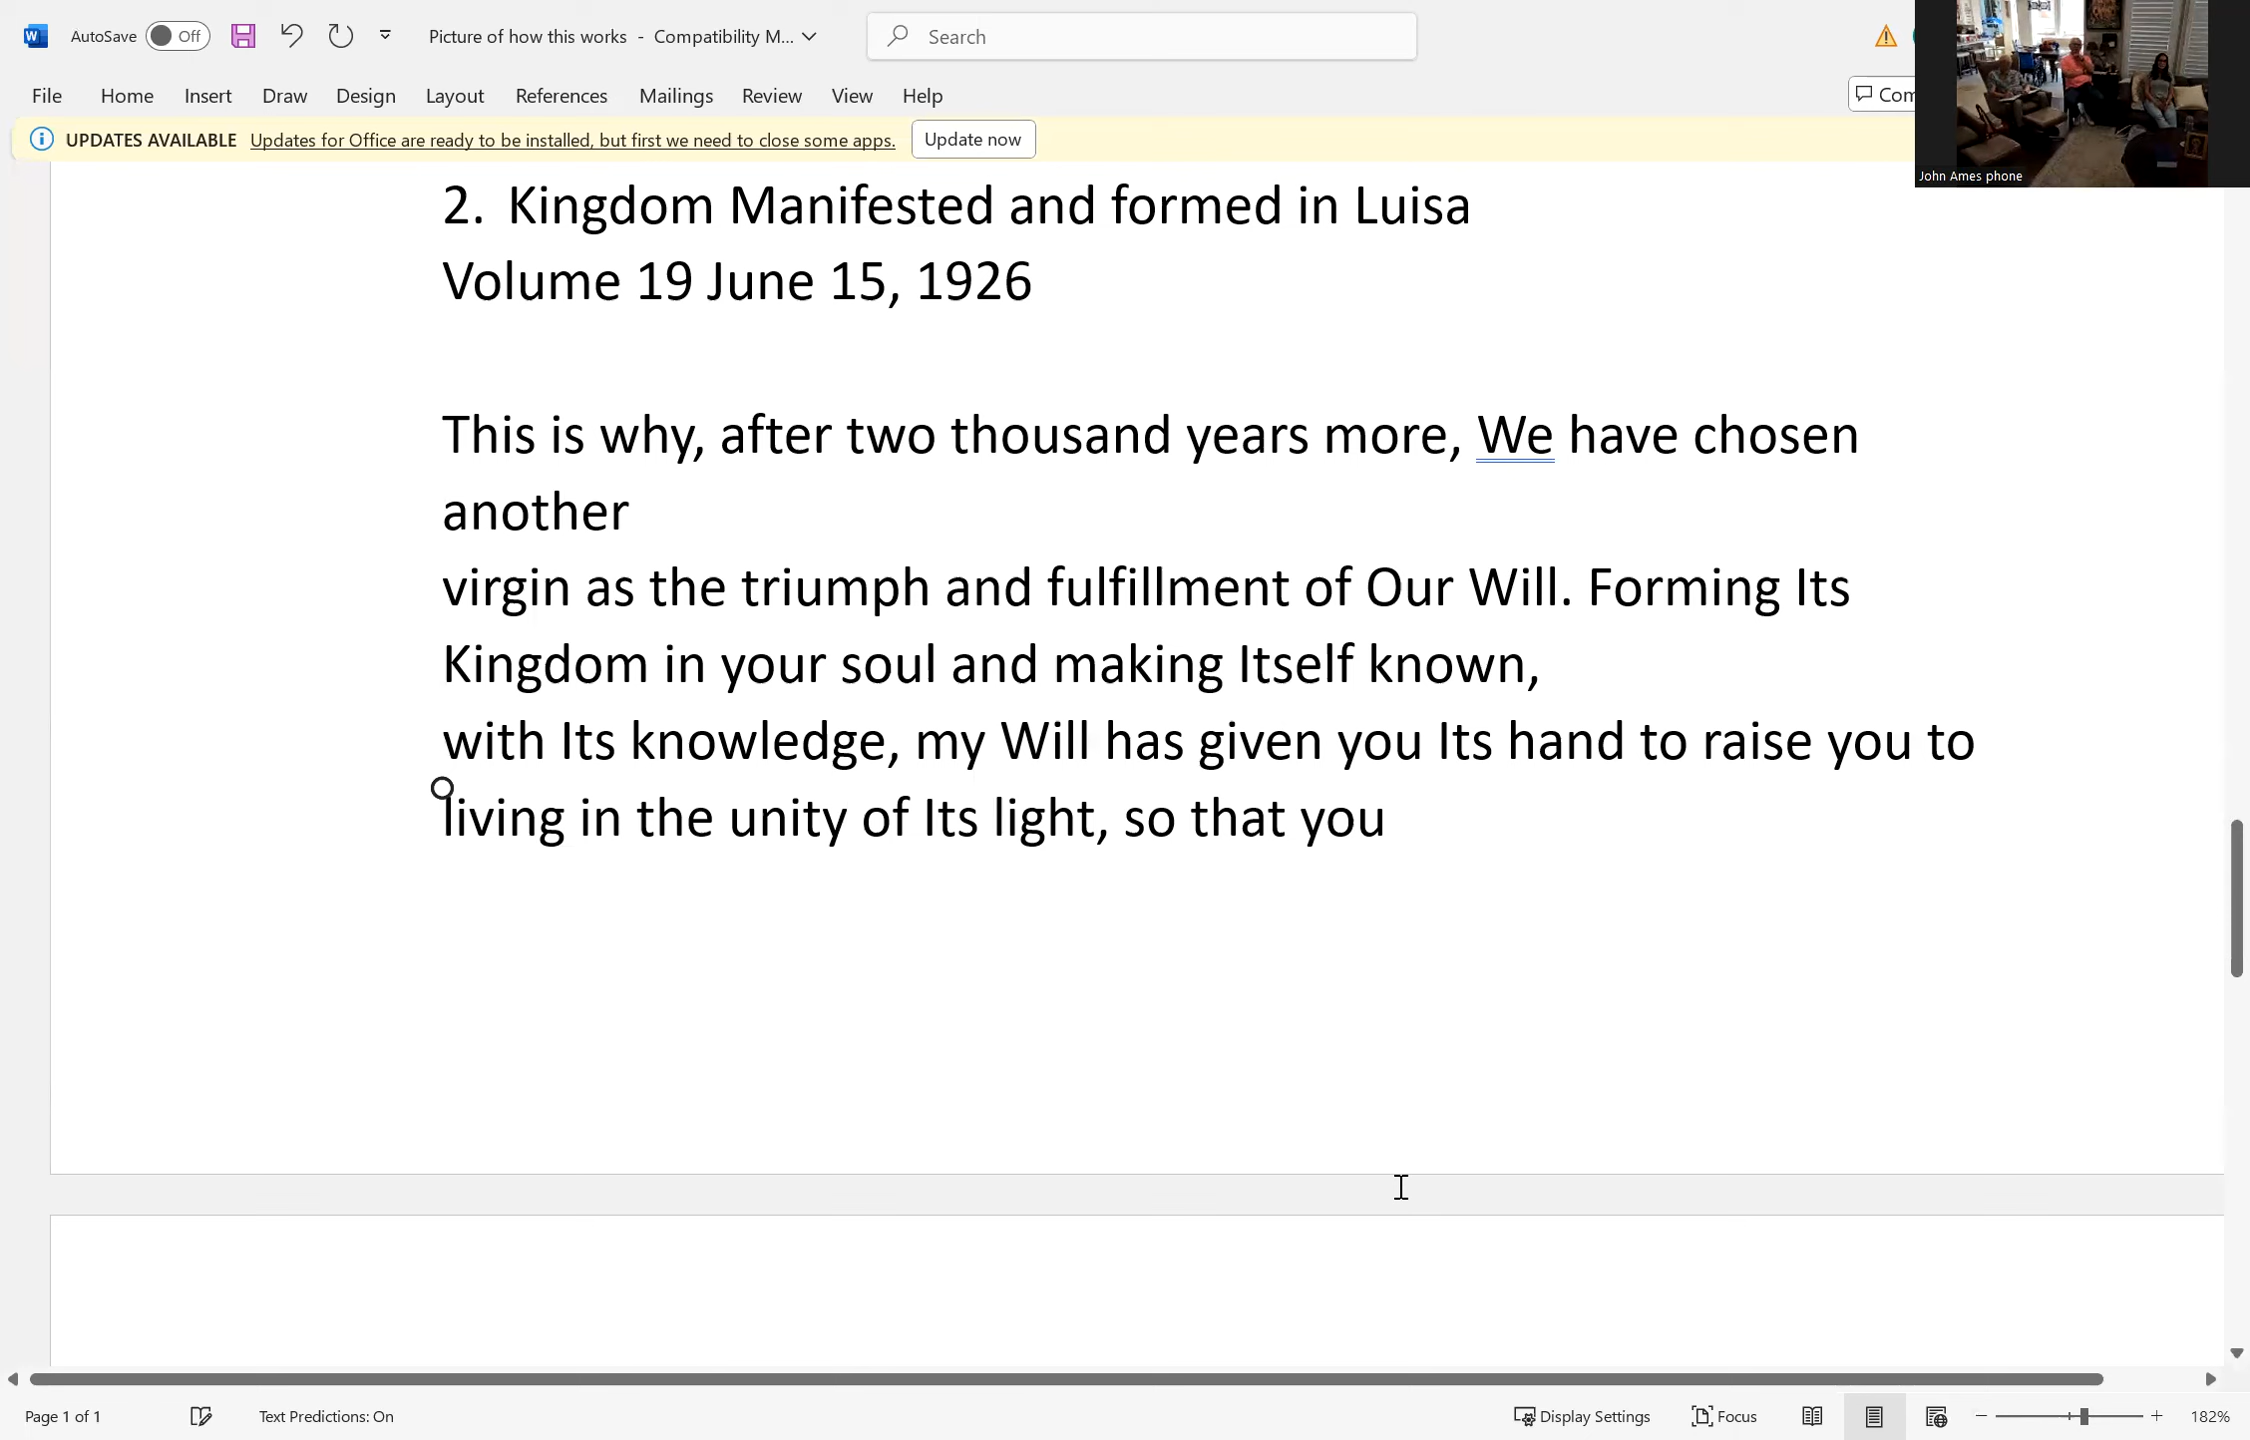 AutoSave Off Picture of how this works - Compatibility M... Search
File Home Insert Draw Design Layout References Mailings Review View Help Com
UPDATES AVAILABLE Updates for Office are ready to be installed, but first we need to close some apps. Update now
John Ames phone
2. Kingdom Manifested and formed in Luisa
Volume 19 June 15, 1926
This is why, after two thousand years more, We have chosen
another
virgin as the triumph and fulfillment of Our Will. Forming Its
Kingdom in your soul and making Itself known,
with Its knowledge, my Will has given you Its hand to raise you to
living in the unity of Its light, so that you
Page 1 of 1 Text Predictions: On Display Settings Focus 182%